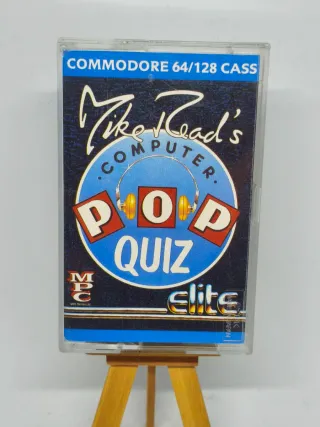 COMMODORE 64/128 CASS
Mike Read's
·COMPUTER·
POP
QUIZ
MPC
elite